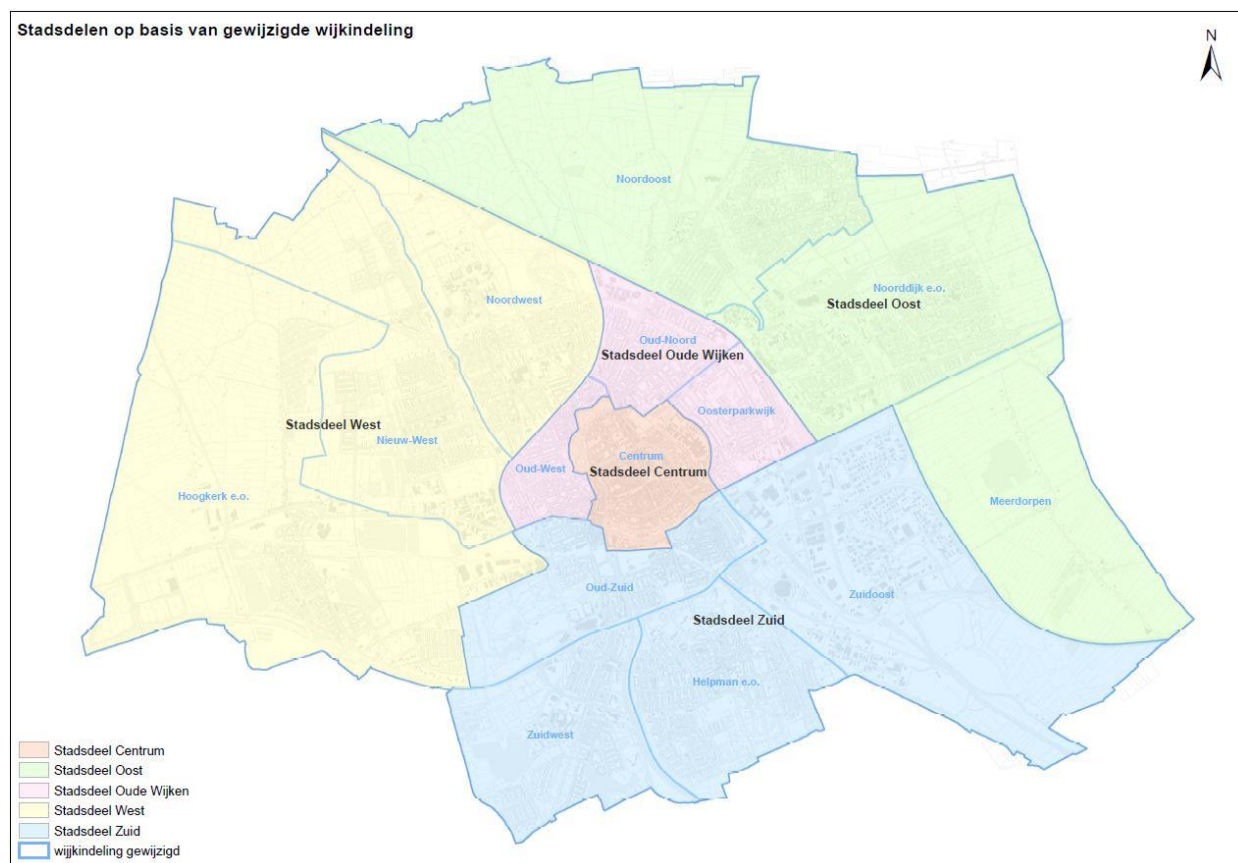 Stadsdelen op basis van gewijzigde wijkindeling
N
Noordoost
Noorddijk e.o.
Stadsdeel Oost
Noordwest
Oud-Noord
Stadsdeel Oude Wijken
Oosterparkwijk
Stadsdeel West
Nieuw-West
Centrum
Stadsdeel Centrum
Oud-West
Hoogkerk e.o.
Meerdorpen
Oud-Zuid
Zuidoost
Stadsdeel Zuid
Helpman e.o.
Zuidwest
Stadsdeel Centrum
Stadsdeel Oost
Stadsdeel Oude Wijken
Stadsdeel West
Stadsdeel Zuid
wijjkindeling gewijzigd